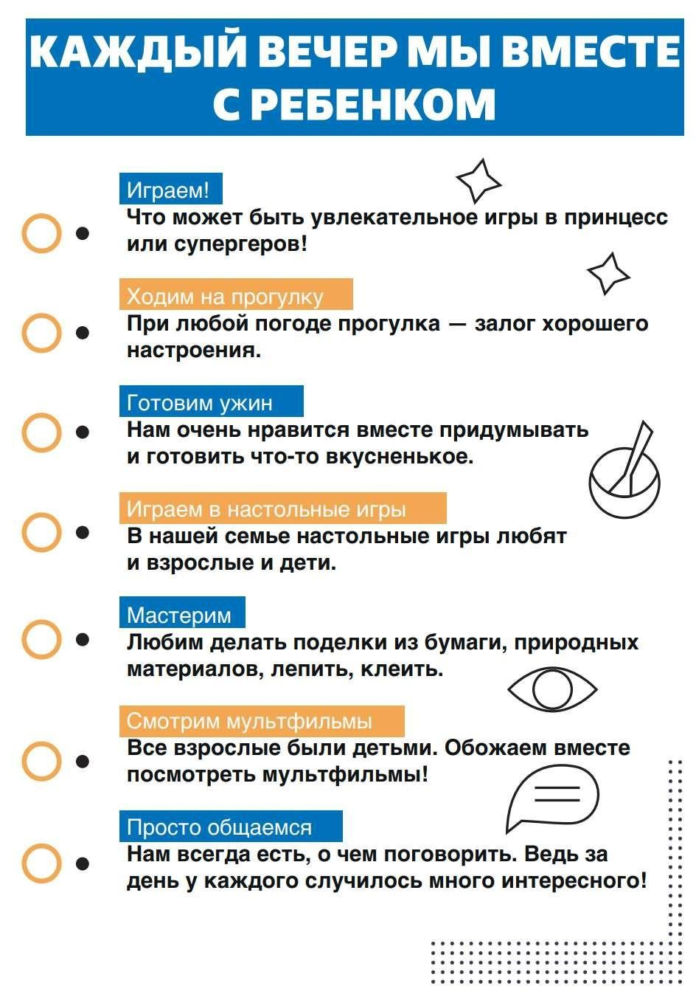 КАЖДЫЙ ВЕЧЕР МЫ ВМЕСТЕ
С РЕБЕНКОМ
Играем!
Что может быть увлекательное игры в принцесс
или супергеров!
Ходим на прогулку
При любой погоде прогулка — залог хорошего
настроения.
Готовим ужин
Нам очень нравится вместе придумывать
и готовить что-то вкусненькое.
Играем в настольные игры
В нашей семье настольные игры любят
и взрослые и дети.
Мастерим
Любим делать поделки из бумаги, природных
материалов, лепить, клеить.
Смотрим мультфильмы
Все взрослые были детьми. Обожаем вместе
посмотреть мультфильмы!
Просто общаемся
Нам всегда есть, о чем поговорить. Ведь за
день у каждого случилось много интересного!